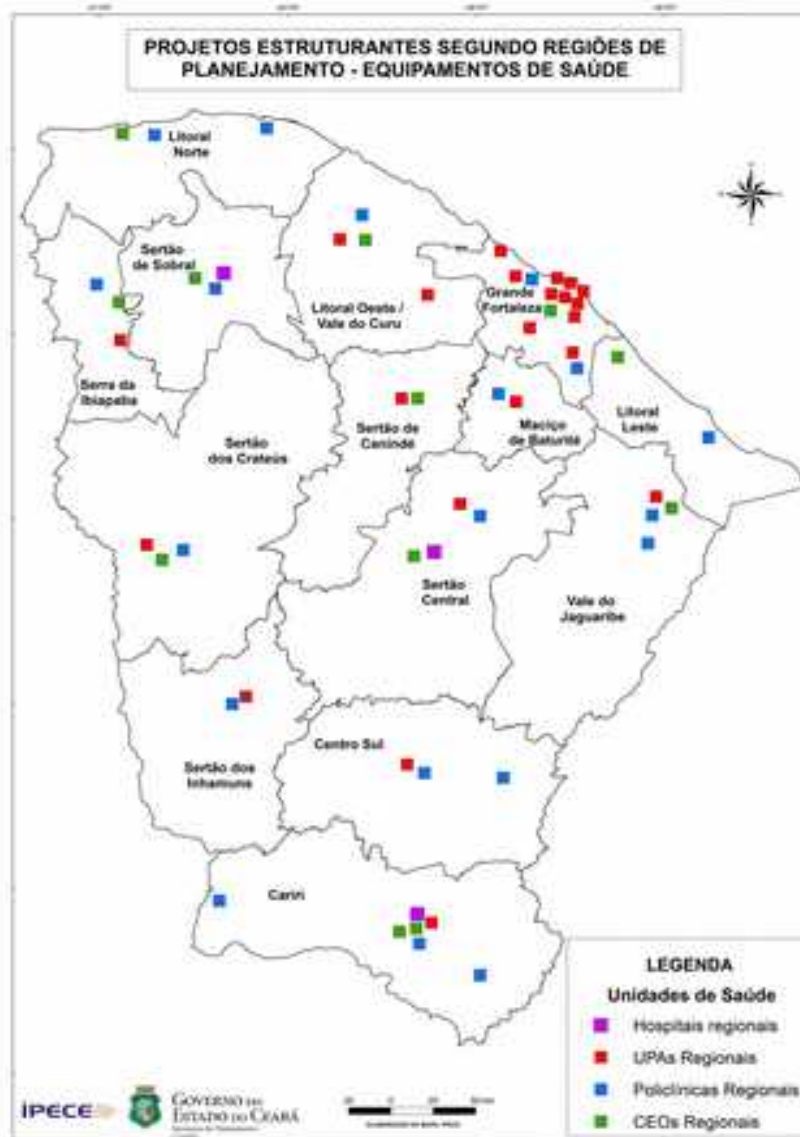 PROJETOS ESTRUTURANTES SEGUNDO REGIÕES DE
PLANEJAMENTO - EQUIPAMENTOS DE SAÚDE
Litoral
Norte
Sertão
de Sobral
Litoral Oeste /
Vale do Curu
Grande
Fortaleza
Serra da
Ibiapaba
Sertão de
Canindé
Maciço
de Baturité
Litoral
Leste
Sertão
dos Crateús
Sertão
Central
Vale do
Jaguaribe
Centro Sul
Sertão dos
Inhamuns
Cariri
LEGENDA
Unidades de Saúde
Hospitais regionais
UPAs Regionais
Policlínicas Regionais
CEOs Regionais
IPECE
GOVERNO DO
ESTADO DO CEARÁ